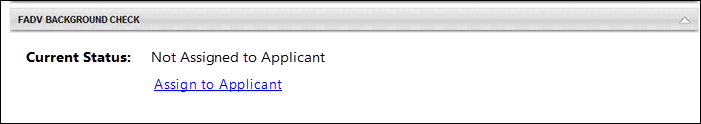 FADV BACKGROUND CHECK
Current Status: Not Assigned to Applicant
Assign to Applicant